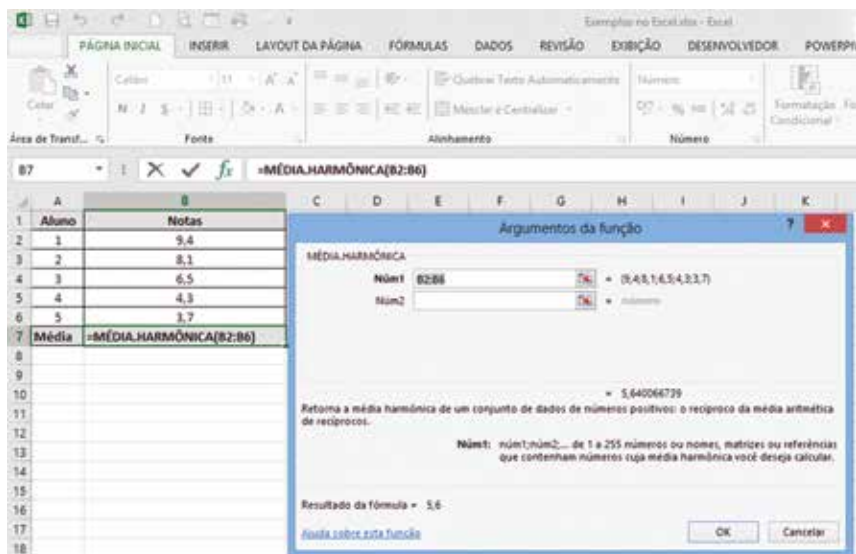 Exemplos no Excel.xlsx - Excel
PÁGINA INICIAL INSERIR LAYOUT DA PÁGINA FÓRMULAS DADOS REVISÃO EXIBIÇÃO DESENVOLVEDOR POWERPI
Calibri 11 A A Quebrar Texto Automaticamente Número
Colar N I S A Mesclar e Centralizar % 000 Formatação
Condicional
Área de Transf... Fonte Alinhamento Número
B7 fx =MÉDIA.HARMÔNICA(B2:B6)
A B C D E F G H I J K
1 Aluno Notas
2 1 9,4
3 2 8,1
4 3 6,5
5 4 4,3
6 5 3,7
7 Média =MÉDIA.HARMÔNICA(B2:B6)
8
9
10
11
12
13
14
15
16
17
18
Argumentos da função ?
MÉDIA.HARMÔNICA
Núm1 B2:B6 = {9,4;8,1;6,5;4,3;3,7}
Núm2 = número
= 5,640066739
Retorna a média harmônica de um conjunto de dados de números positivos: o recíproco da média aritmética
de recíprocos.
Núm1: núm1;núm2;... de 1 a 255 números ou nomes, matrizes ou referências
que contenham números cuja média harmônica você deseja calcular.
Resultado da fórmula = 5,6
Ajuda sobre esta função OK Cancelar